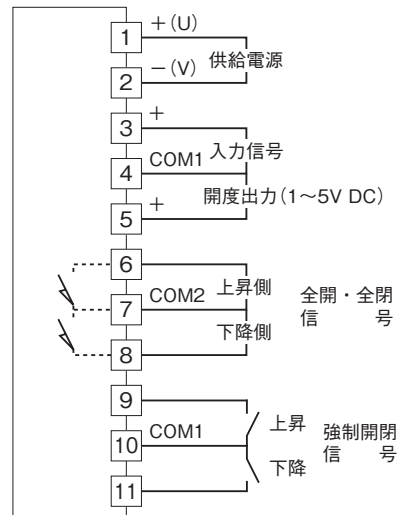 1 +(U)
供給電源
2 −(V)
3 +
入力信号
4 COM1
開度出力(1～5V DC)
5 +
6
上昇側
7 COM2
下降側
8
全開・全閉
信　　号
9
上昇
10 COM1
下降
11
強制開閉
信　　号